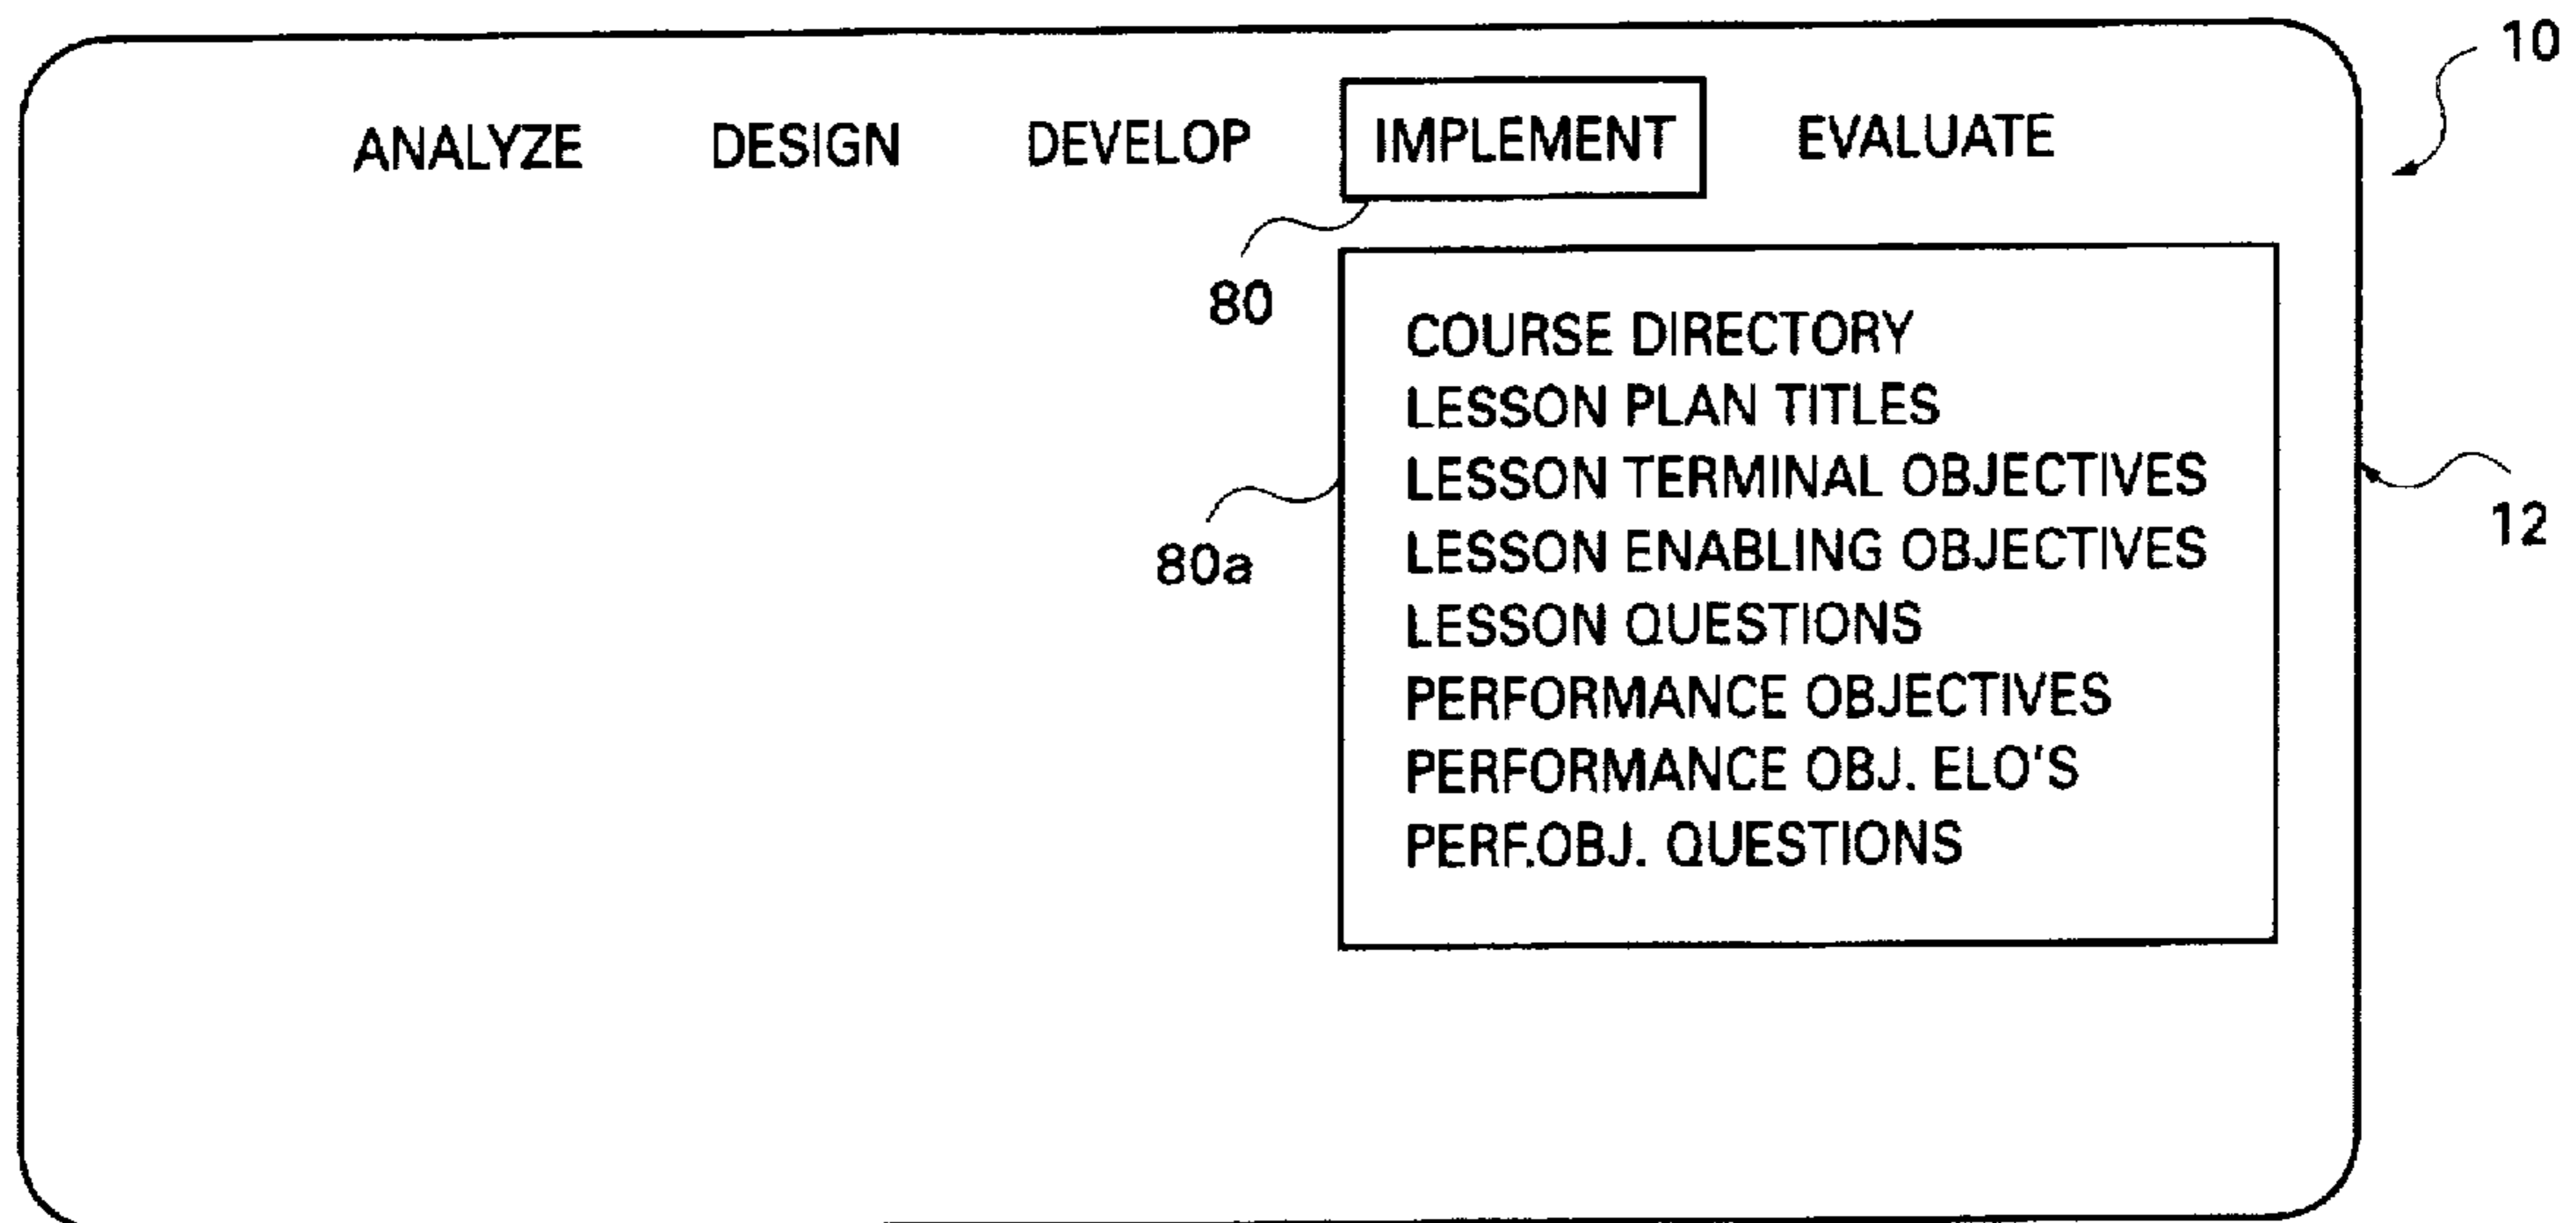 10
ANALYZE DESIGN DEVELOP IMPLEMENT EVALUATE
80
COURSE DIRECTORY
LESSON PLAN TITLES
LESSON TERMINAL OBJECTIVES
12
80a
LESSON ENABLING OBJECTIVES
LESSON QUESTIONS
PERFORMANCE OBJECTIVES
PERFORMANCE OBJ. ELO'S
PERF.OBJ. QUESTIONS